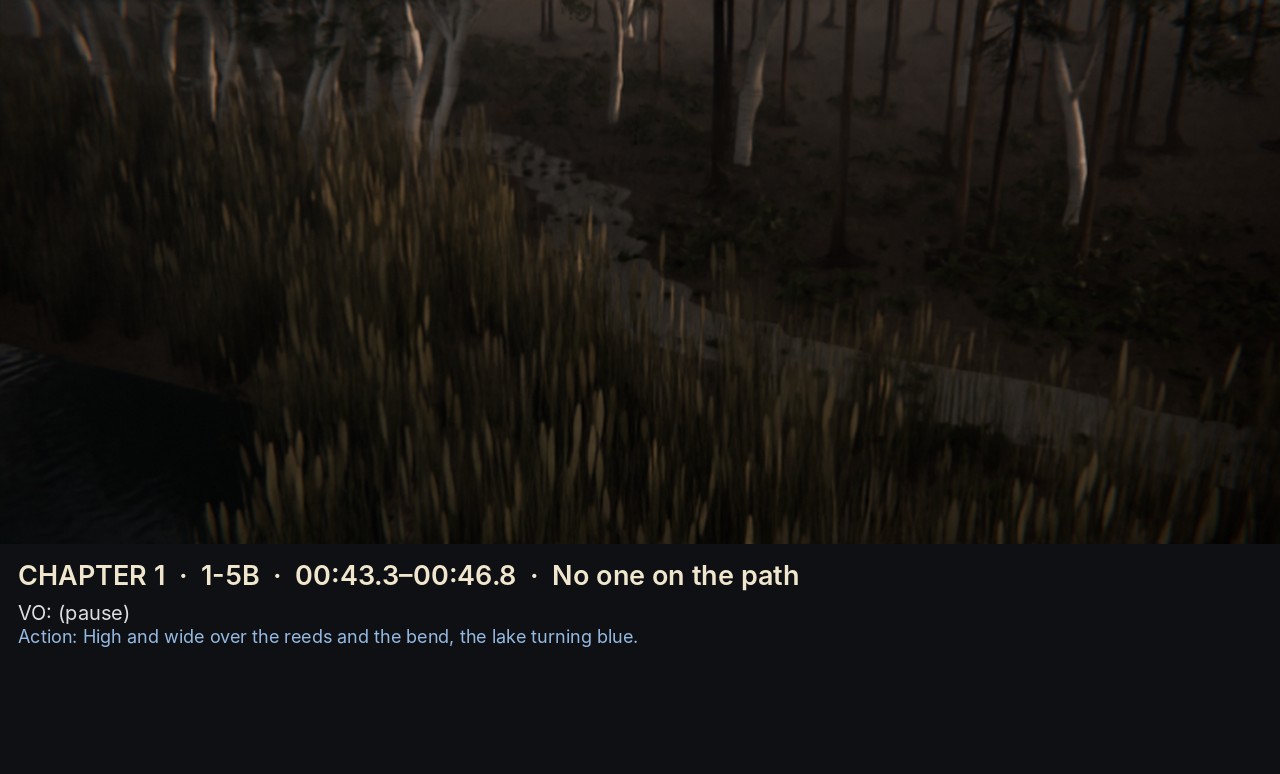 CHAPTER 1 · 1-5B · 00:43.3–00:46.8 · No one on the path
VO: (pause)
Action: High and wide over the reeds and the bend, the lake turning blue.